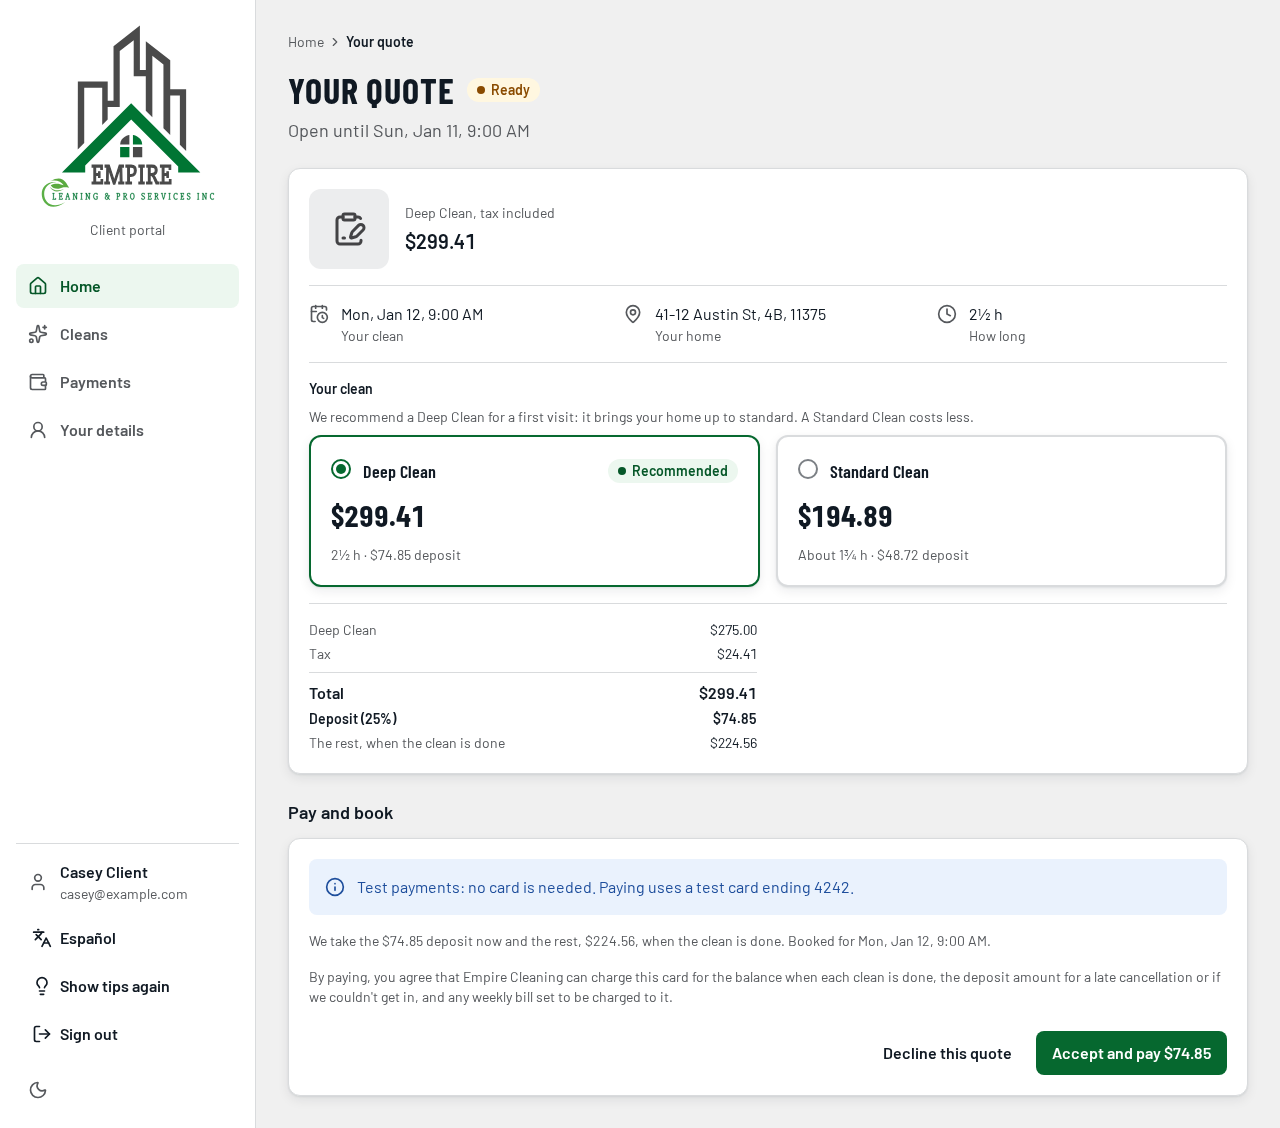 EMPIRE
CLEANING & PRO SERVICES INC
Client portal
Home
Cleans
Payments
Your details
Casey Client
casey@example.com
Español
Show tips again
Sign out
Home > Your quote
YOUR QUOTE
Ready
Open until Sun, Jan 11, 9:00 AM
Deep Clean, tax included
$299.41
Mon, Jan 12, 9:00 AM
Your clean
41-12 Austin St, 4B, 11375
Your home
2½ h
How long
Your clean
We recommend a Deep Clean for a first visit: it brings your home up to standard. A Standard Clean costs less.
Deep Clean
Recommended
$299.41
2½ h · $74.85 deposit
Standard Clean
$194.89
About 1¾ h · $48.72 deposit
Deep Clean $275.00
Tax $24.41
Total $299.41
Deposit (25%) $74.85
The rest, when the clean is done $224.56
Pay and book
Test payments: no card is needed. Paying uses a test card ending 4242.
We take the $74.85 deposit now and the rest, $224.56, when the clean is done. Booked for Mon, Jan 12, 9:00 AM.
By paying, you agree that Empire Cleaning can charge this card for the balance when each clean is done, the deposit amount for a late cancellation or if
we couldn't get in, and any weekly bill set to be charged to it.
Decline this quote
Accept and pay $74.85